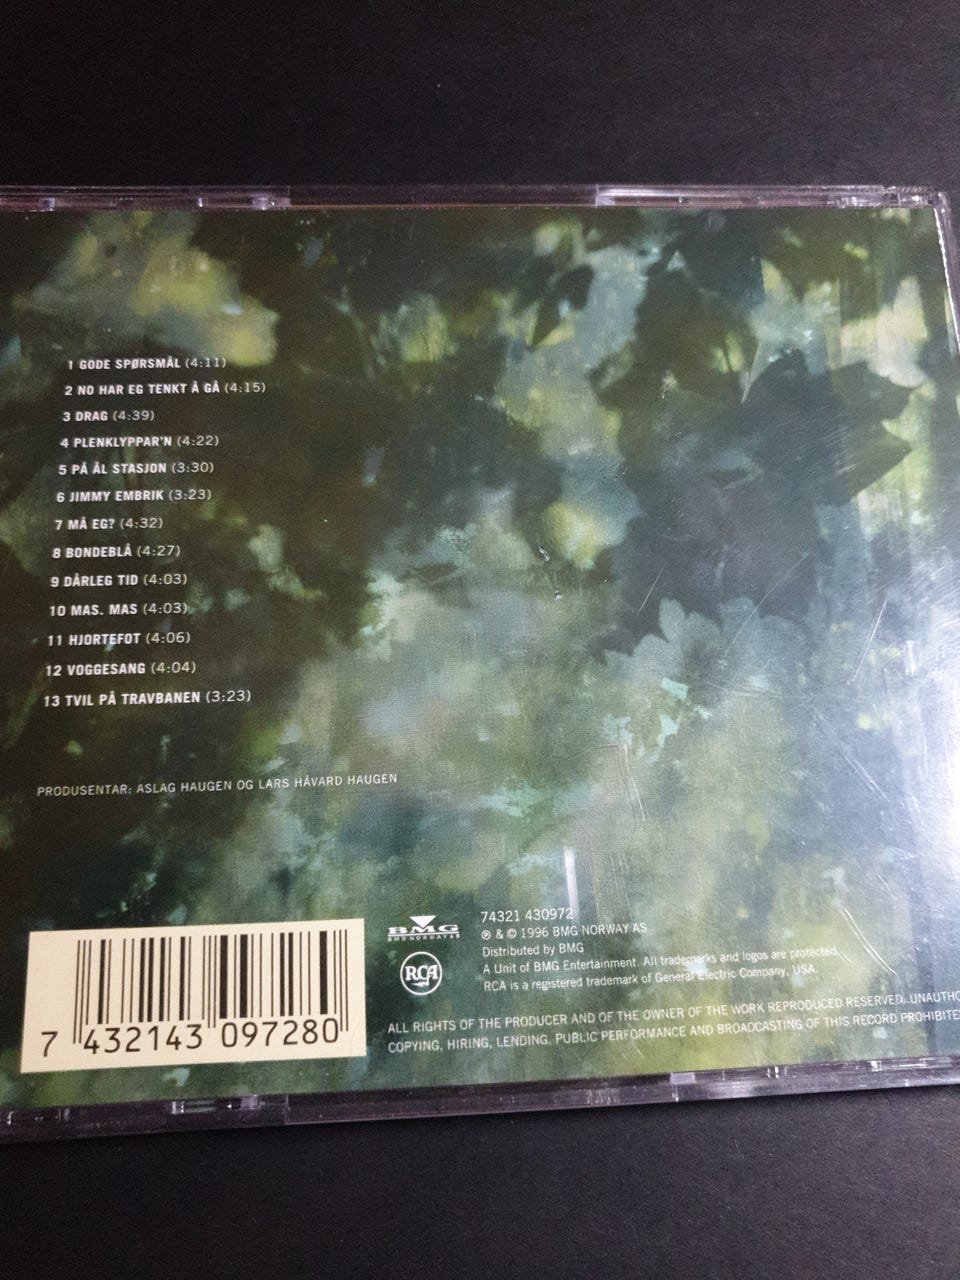 1 GODE SPØRSMÅL (4:11)
2 NO HAR EG TENKT Å GÅ (4:15)
3 DRAG (4:39)
4 PLENKLYPPAR'N (4:22)
5 PÅ ÅL STASJON (3:30)
6 JIMMY EMBRIK (3:23)
7 MÅ EG? (4:32)
8 BONDEBLÅ (4:27)
9 DÅRLEG TID (4:03)
10 MAS, MAS (4:03)
11 HJORTEFOT (4:06)
12 VOGGESANG (4:04)
13 TVIL PÅ TRAVBANEN (3:23)
PRODUSENTAR: ASLAG HAUGEN OG LARS HÅVARD HAUGEN
7 432143 097280
BMG
BMG NORWAY AS
RCA
74321 430972
℗ & © 1996 BMG NORWAY AS
Distributed by BMG
A Unit of BMG Entertainment. All trademarks and logos are protected.
RCA is a registered trademark of General Electric Company, USA.
ALL RIGHTS OF THE PRODUCER AND OF THE OWNER OF THE WORK REPRODUCED RESERVED. UNAUTHO
COPYING, HIRING, LENDING, PUBLIC PERFORMANCE AND BROADCASTING OF THIS RECORD PROHIBITE